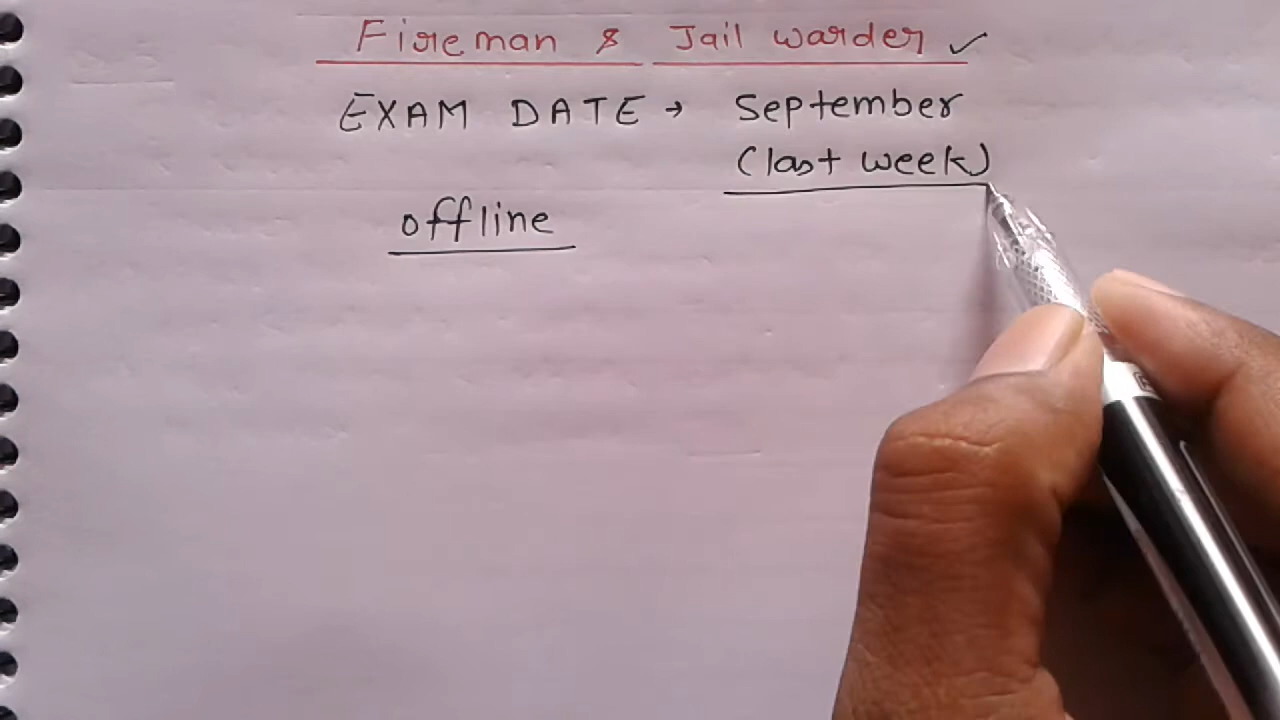 Fireman & Jail warder ✓
EXAM DATE → September
(last week)
offline